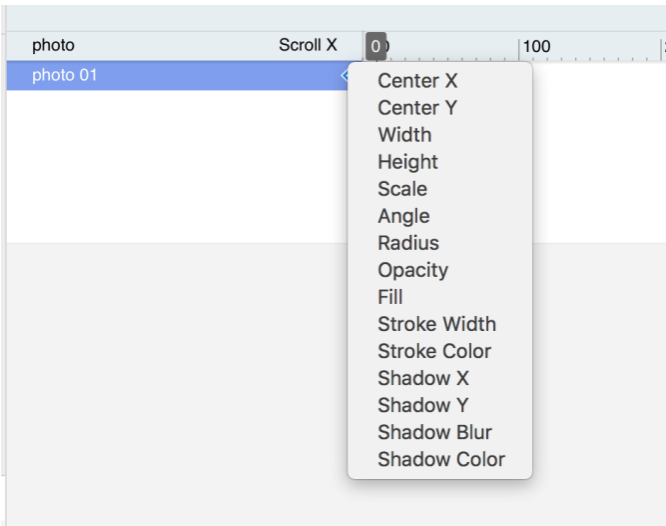 photo Scroll X 0 100
photo 01
Center X
Center Y
Width
Height
Scale
Angle
Radius
Opacity
Fill
Stroke Width
Stroke Color
Shadow X
Shadow Y
Shadow Blur
Shadow Color